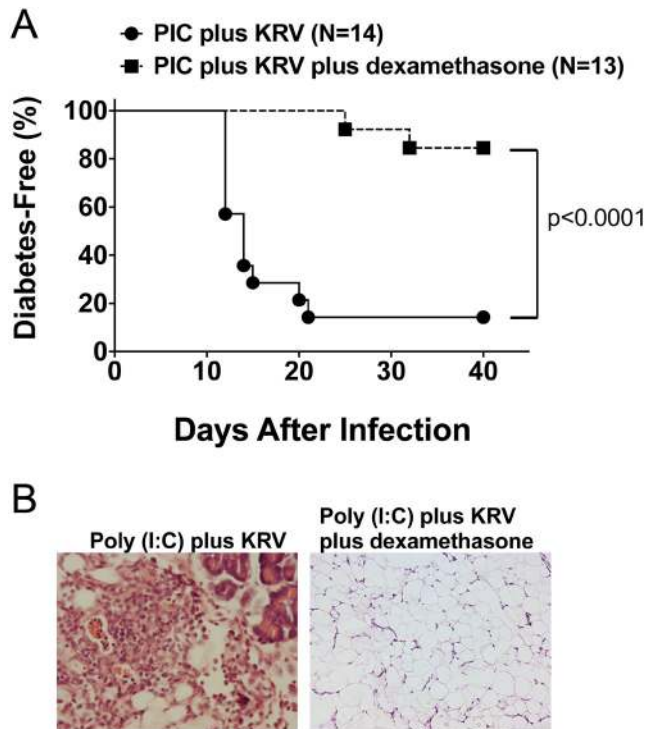 A
PIC plus KRV (N=14)
PIC plus KRV plus dexamethasone (N=13)
Diabetes-Free (%)
100
80
60
40
20
0
p<0.0001
0 10 20 30 40
Days After Infection
B
Poly (I:C) plus KRV
Poly (I:C) plus KRV
plus dexamethasone